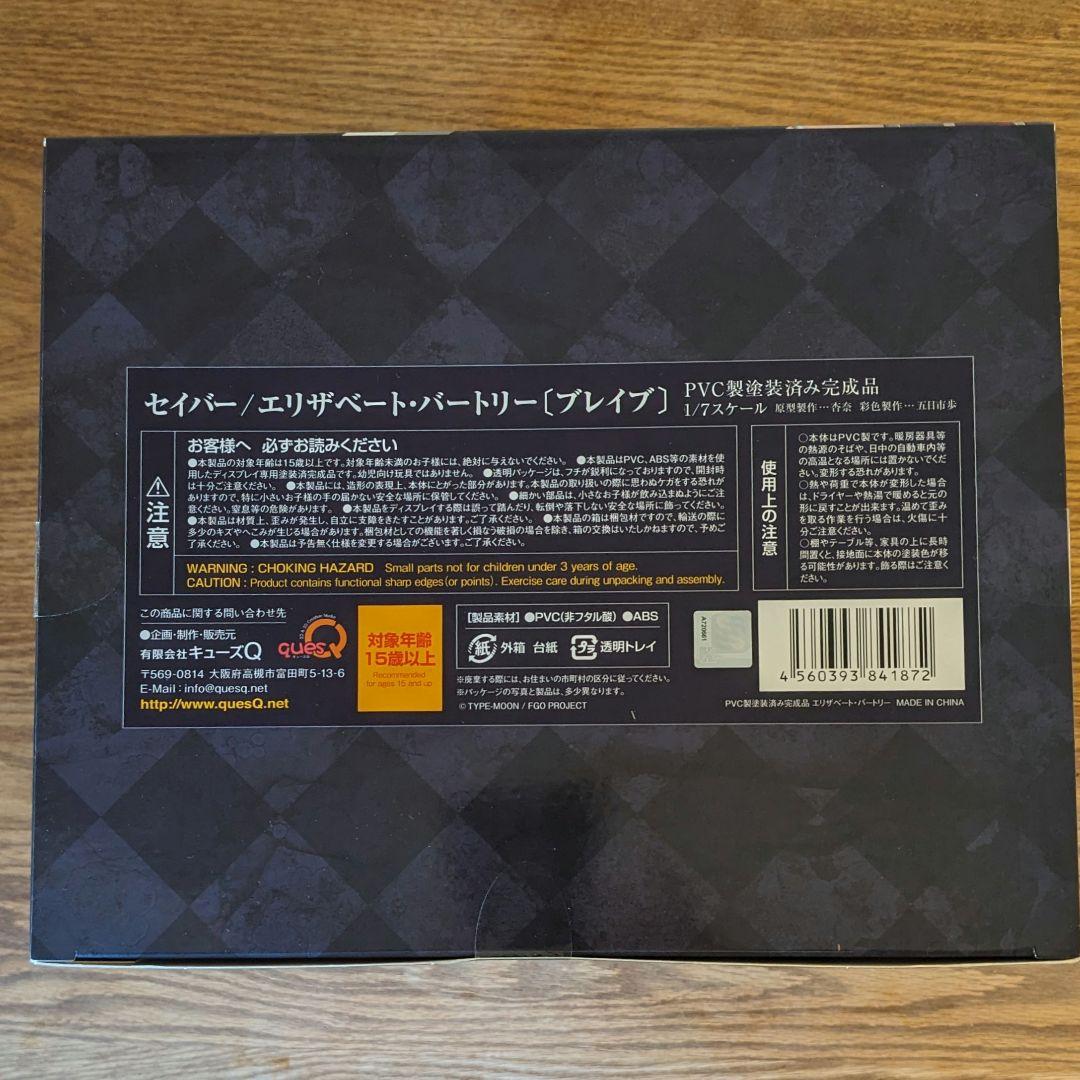 セイバー/エリザベート・バートリー〔ブレイブ〕
PVC製塗装済み完成品
1/7スケール 原型製作…杏奈 彩色製作…五日市歩
注意
お客様へ 必ずお読みください
●本製品の対象年齢は15歳以上です。対象年齢未満のお子様には、絶対に与えないでください。 ●本製品はPVC、ABS等の素材を使
用したディスプレイ専用塗装済完成品です。幼児向け玩具ではありません。 ●透明パッケージは、フチが鋭利になっておりますので、開封時
は十分ご注意ください。 ●本製品には、造形の表現上、本体にとがった部分があります。本製品の取り扱いの際に思わぬケガをする恐れが
ありますので、特に小さいお子様の手の届かない安全な場所に保管してください。 ●細かい部品は、小さなお子様が飲み込まぬようにご注
意ください。窒息等の危険があります。 ●本製品をディスプレイする際は誤って踏んだり、転倒や落下しない安全な場所に飾ってください。
●本製品は材質上、歪みが発生し、自立に支障をきたすことがあります。ご了承ください。 ●本製品の箱は梱包材ですので、輸送の際に
多少のキズやへこみが生じる場合があります。梱包材としての機能を著しく損なう破損の場合を除き、箱の交換はいたしかねますので、予めご
了承ください。 ●本製品は予告無く仕様を変更する場合がございます。ご了承ください。
WARNING : CHOKING HAZARD Small parts not for children under 3 years of age.
CAUTION : Product contains functional sharp edges(or points). Exercise care during unpacking and assembly.
使用上の注意
○本体はPVC製です。暖房器具等
の熱源のそばや、日中の自動車内等
の高温となる場所には置かないでくだ
さい。変形する恐れがあります。
○熱や荷重で本体が変形した場合
は、ドライヤーや熱湯で暖めると元の
形に戻すことが出来ます。温めて歪み
を取る作業を行う場合は、火傷に十
分ご注意ください。
○棚やテーブル等、家具の上に長時
間置くと、接地面に本体の塗装色が移
る可能性があります。飾る際はご注意く
ださい。
この商品に関する問い合わせ先
●企画・制作・販売元
有限会社キューズQ
quesQ
キューズQ
〒569-0814 大阪府高槻市富田町5-13-6
E-Mail : info@quesq.net
http://www.quesQ.net
対象年齢
15歳以上
Recommended
for ages 15 and up
【製品素材】 ●PVC(非フタル酸) ●ABS
紙 外箱 台紙 プラ 透明トレイ
※廃棄する際には、お住まいの市町村の区分に従ってください。
※パッケージの写真と製品は、多少異なります。
© TYPE-MOON / FGO PROJECT
A720661
4 560393 841872
PVC製塗装済み完成品 エリザベート・バートリー MADE IN CHINA